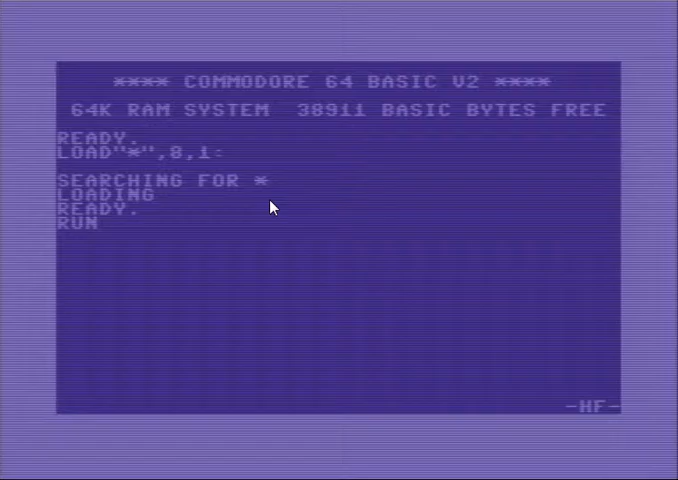 **** COMMODORE 64 BASIC V2 ****
64K RAM SYSTEM  38911 BASIC BYTES FREE
READY.
LOAD"*",8,1:
SEARCHING FOR *
LOADING
READY.
RUN
-HF-